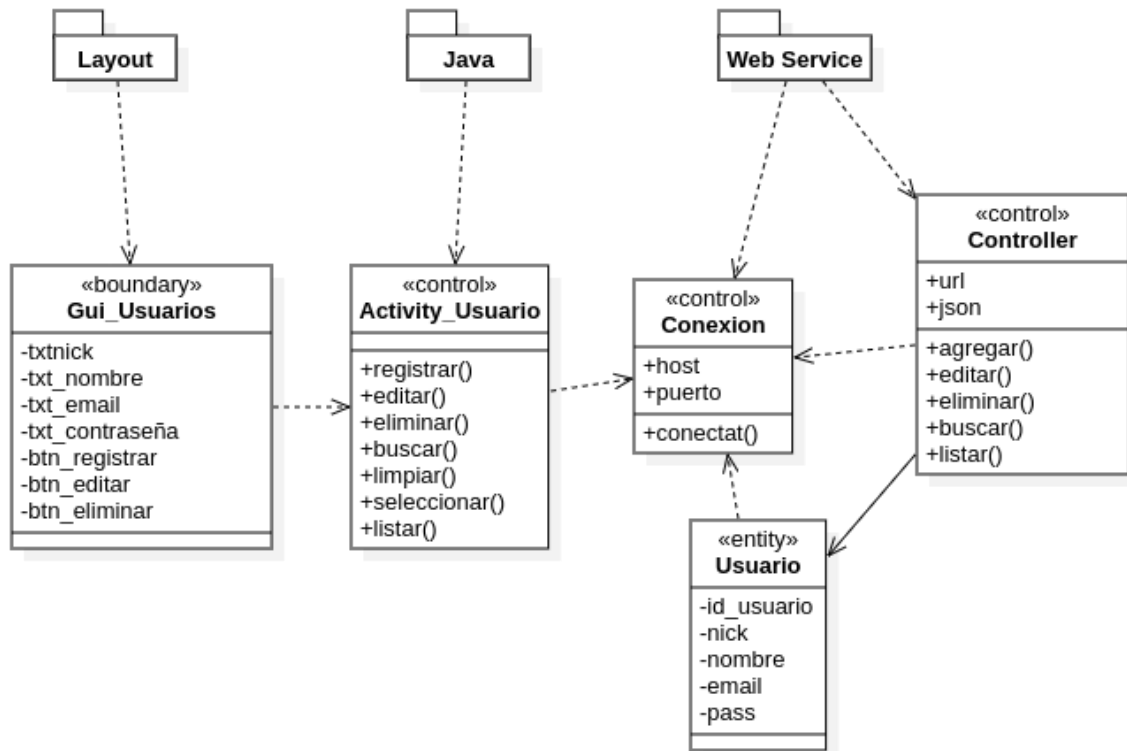 Layout
Java
Web Service
«boundary»
Gui_Usuarios
-txtnick
-txt_nombre
-txt_email
-txt_contraseña
-btn_registrar
-btn_editar
-btn_eliminar
«control»
Activity_Usuario
+registrar()
+editar()
+eliminar()
+buscar()
+limpiar()
+seleccionar()
+listar()
«control»
Conexion
+host
+puerto
+conectat()
«control»
Controller
+url
+json
+agregar()
+editar()
+eliminar()
+buscar()
+listar()
«entity»
Usuario
-id_usuario
-nick
-nombre
-email
-pass